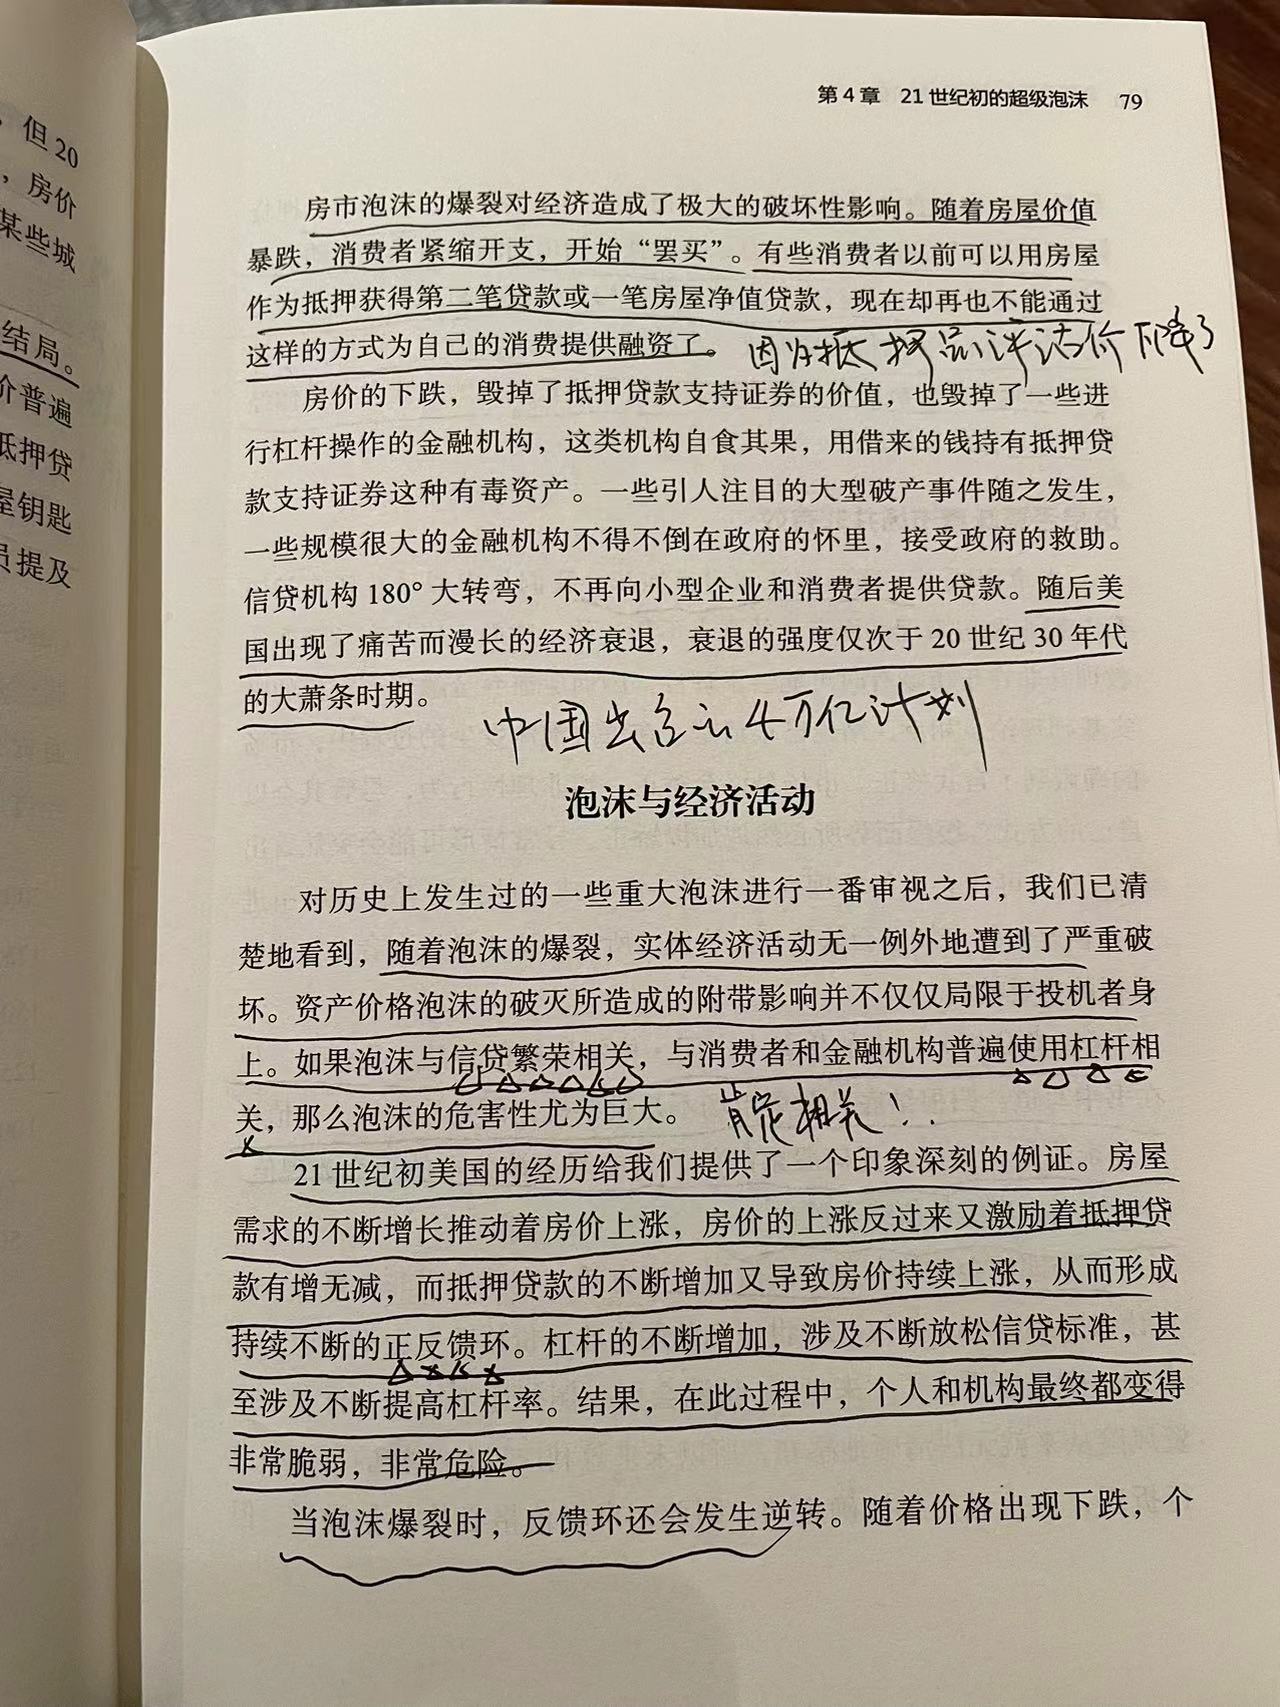 ，但20
，房价
某些城
结局。
价普遍
抵押贷
屋钥匙
员提及
第4章 21世纪初的超级泡沫 79
房市泡沫的爆裂对经济造成了极大的破坏性影响。随着房屋价值
暴跌，消费者紧缩开支，开始“罢买”。有些消费者以前可以用房屋
作为抵押获得第二笔贷款或一笔房屋净值贷款，现在却再也不能通过
这样的方式为自己的消费提供融资了。
因为抵押品评估价下降了
房价的下跌，毁掉了抵押贷款支持证券的价值，也毁掉了一些进
行杠杆操作的金融机构，这类机构自食其果，用借来的钱持有抵押贷
款支持证券这种有毒资产。一些引人注目的大型破产事件随之发生，
一些规模很大的金融机构不得不倒在政府的怀里，接受政府的救助。
信贷机构180°大转弯，不再向小型企业和消费者提供贷款。随后美
国出现了痛苦而漫长的经济衰退，衰退的强度仅次于20世纪30年代
的大萧条时期。
中国出台了4万亿计划
泡沫与经济活动
对历史上发生过的一些重大泡沫进行一番审视之后，我们已清
楚地看到，随着泡沫的爆裂，实体经济活动无一例外地遭到了严重破
坏。资产价格泡沫的破灭所造成的附带影响并不仅仅局限于投机者身
上。如果泡沫与信贷繁荣相关，与消费者和金融机构普遍使用杠杆相
关，那么泡沫的危害性尤为巨大。
肯定相关！
21世纪初美国的经历给我们提供了一个印象深刻的例证。房屋
需求的不断增长推动着房价上涨，房价的上涨反过来又激励着抵押贷
款有增无减，而抵押贷款的不断增加又导致房价持续上涨，从而形成
持续不断的正反馈环。杠杆的不断增加，涉及不断放松信贷标准，甚
至涉及不断提高杠杆率。结果，在此过程中，个人和机构最终都变得
非常脆弱，非常危险。
当泡沫爆裂时，反馈环还会发生逆转。随着价格出现下跌，个